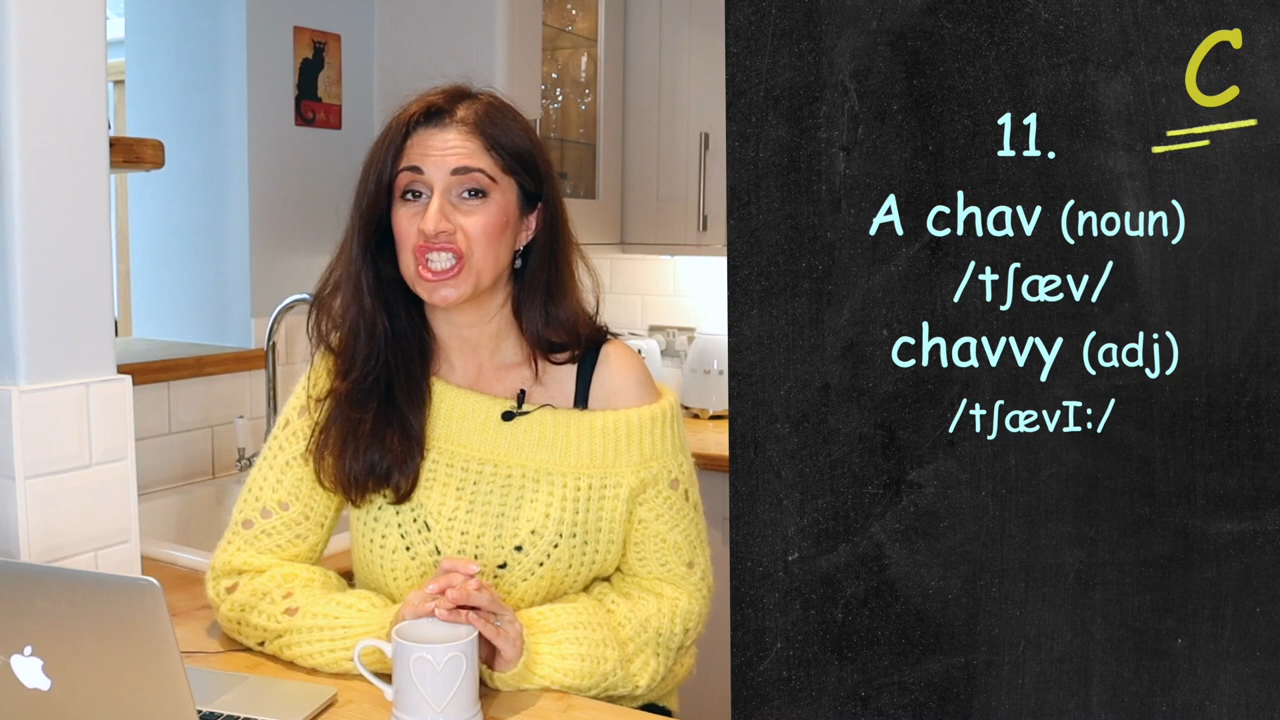 C
11.
A chav (noun)
/tʃæv/
chavvy (adj)
/tʃævI:/